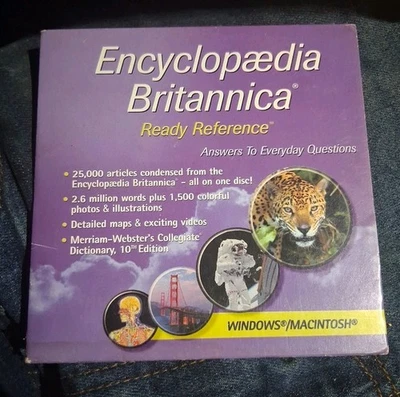 Encyclopædia
Britannica®
Ready Reference™
Answers To Everyday Questions
• 25,000 articles condensed from the
Encyclopædia Britannica® – all on one disc!
• 2.6 million words plus 1,500 colorful
photos & illustrations
• Detailed maps & exciting videos
• Merriam-Webster's Collegiate®
Dictionary, 10TH Edition
WINDOWS®/MACINTOSH®